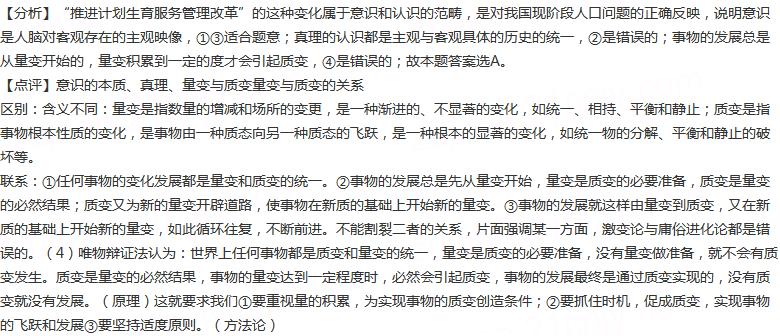 【分析】“推进计划生育服务管理改革”的这种变化属于意识和认识的范畴，是对我国现阶段人口问题的正确反映，说明意识
是人脑对客观存在的主观映像，①③适合题意；真理的认识都是主观与客观具体的历史的统一，②是错误的；事物的发展总是
从量变开始的，量变积累到一定的度才会引起质变，④是错误的；故本题答案选A。
【点评】意识的本质、真理、量变与质变量变与质变的关系
区别：含义不同：量变是指数量的增减和场所的变更，是一种渐进的、不显著的变化，如统一、相持、平衡和静止；质变是指
事物根本性质的变化，是事物由一种质态向另一种质态的飞跃，是一种根本的显著的变化，如统一物的分解、平衡和静止的破
坏等。
联系：①任何事物的变化发展都是量变和质变的统一。②事物的发展总是先从量变开始，量变是质变的必要准备，质变是量变
的必然结果；质变又为新的量变开辟道路，使事物在新质的基础上开始新的量变。③事物的发展就这样由量变到质变，又在新
质的基础上开始新的量变，如此循环往复，不断前进。不能割裂二者的关系，片面强调某一方面，激变论与庸俗进化论都是错
误的。（4）唯物辩证法认为：世界上任何事物都是质变和量变的统一，量变是质变的必要准备，没有量变做准备，就不会有质
变发生。质变是量变的必然结果，事物的量变达到一定程度时，必然会引起质变，事物的发展最终是通过质变实现的，没有质
变就没有发展。（原理）这就要求我们①要重视量的积累，为实现事物的质变创造条件；②要抓住时机，促成质变，实现事物
的飞跃和发展③要坚持适度原则。（方法论）